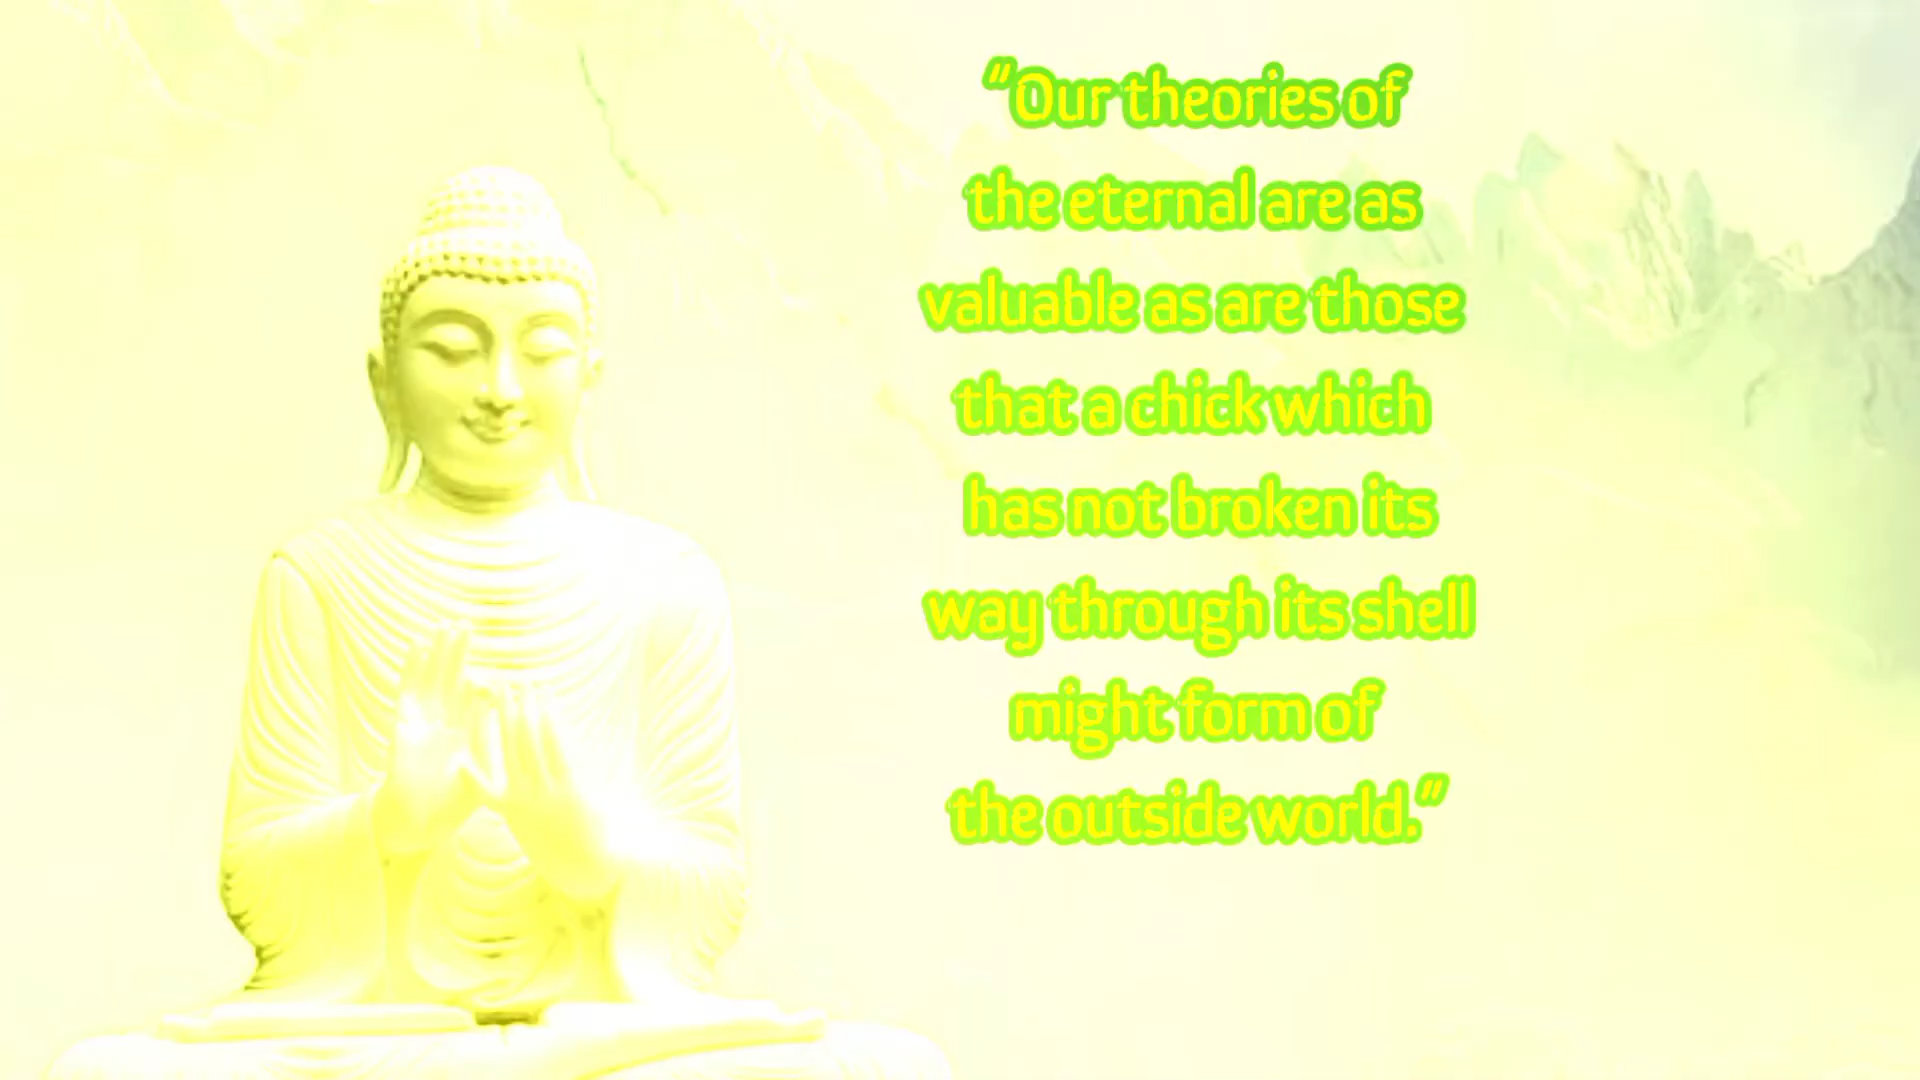 “Our theories of
the eternal are as
valuable as are those
that a chick which
has not broken its
way through its shell
might form of
the outside world.”